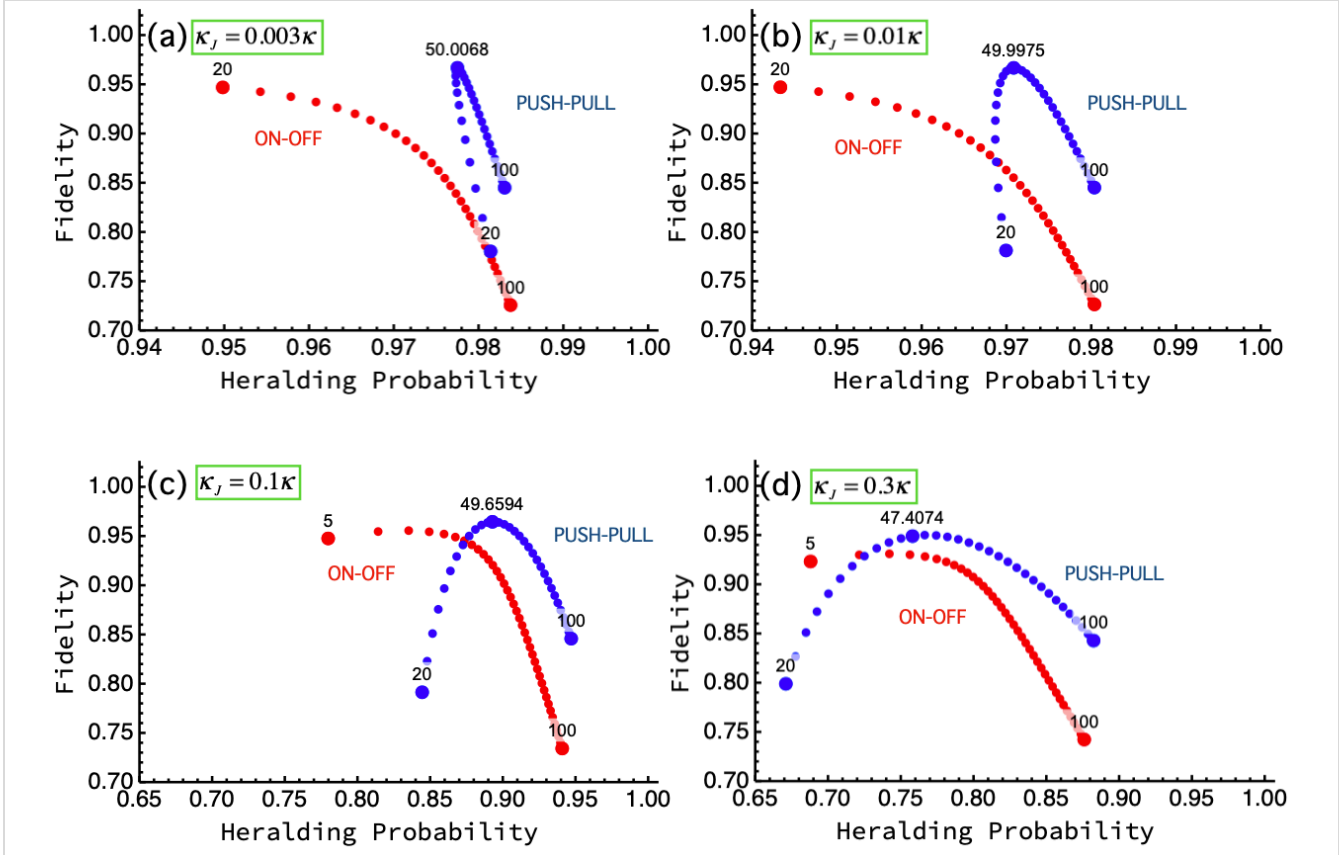 (a) κJ = 0.003κ
50.0068
20
PUSH-PULL
ON-OFF
100
20
100
Fidelity
1.00
0.95
0.90
0.85
0.80
0.75
0.70
0.94 0.95 0.96 0.97 0.98 0.99 1.00
Heralding Probability
(b) κJ = 0.01κ
49.9975
20
PUSH-PULL
ON-OFF
100
20
100
Fidelity
1.00
0.95
0.90
0.85
0.80
0.75
0.70
0.94 0.95 0.96 0.97 0.98 0.99 1.00
Heralding Probability
(c) κJ = 0.1κ
49.6594
5
PUSH-PULL
ON-OFF
100
20
100
Fidelity
1.00
0.95
0.90
0.85
0.80
0.75
0.70
0.65 0.70 0.75 0.80 0.85 0.90 0.95 1.00
Heralding Probability
(d) κJ = 0.3κ
47.4074
5
PUSH-PULL
ON-OFF
100
20
100
Fidelity
1.00
0.95
0.90
0.85
0.80
0.75
0.70
0.65 0.70 0.75 0.80 0.85 0.90 0.95 1.00
Heralding Probability